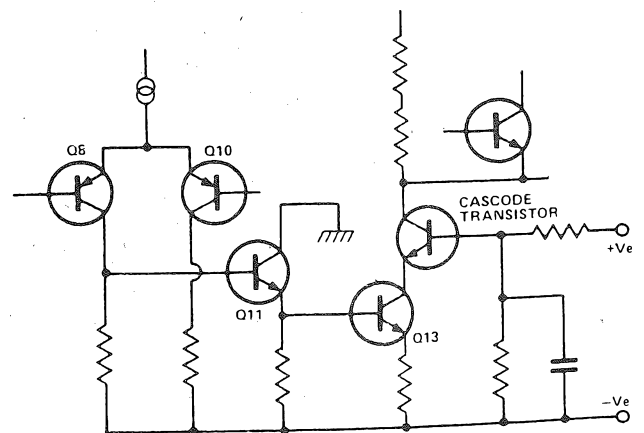 Q8
Q10
CASCODE
TRANSISTOR
+Ve
Q11
Q13
−Ve